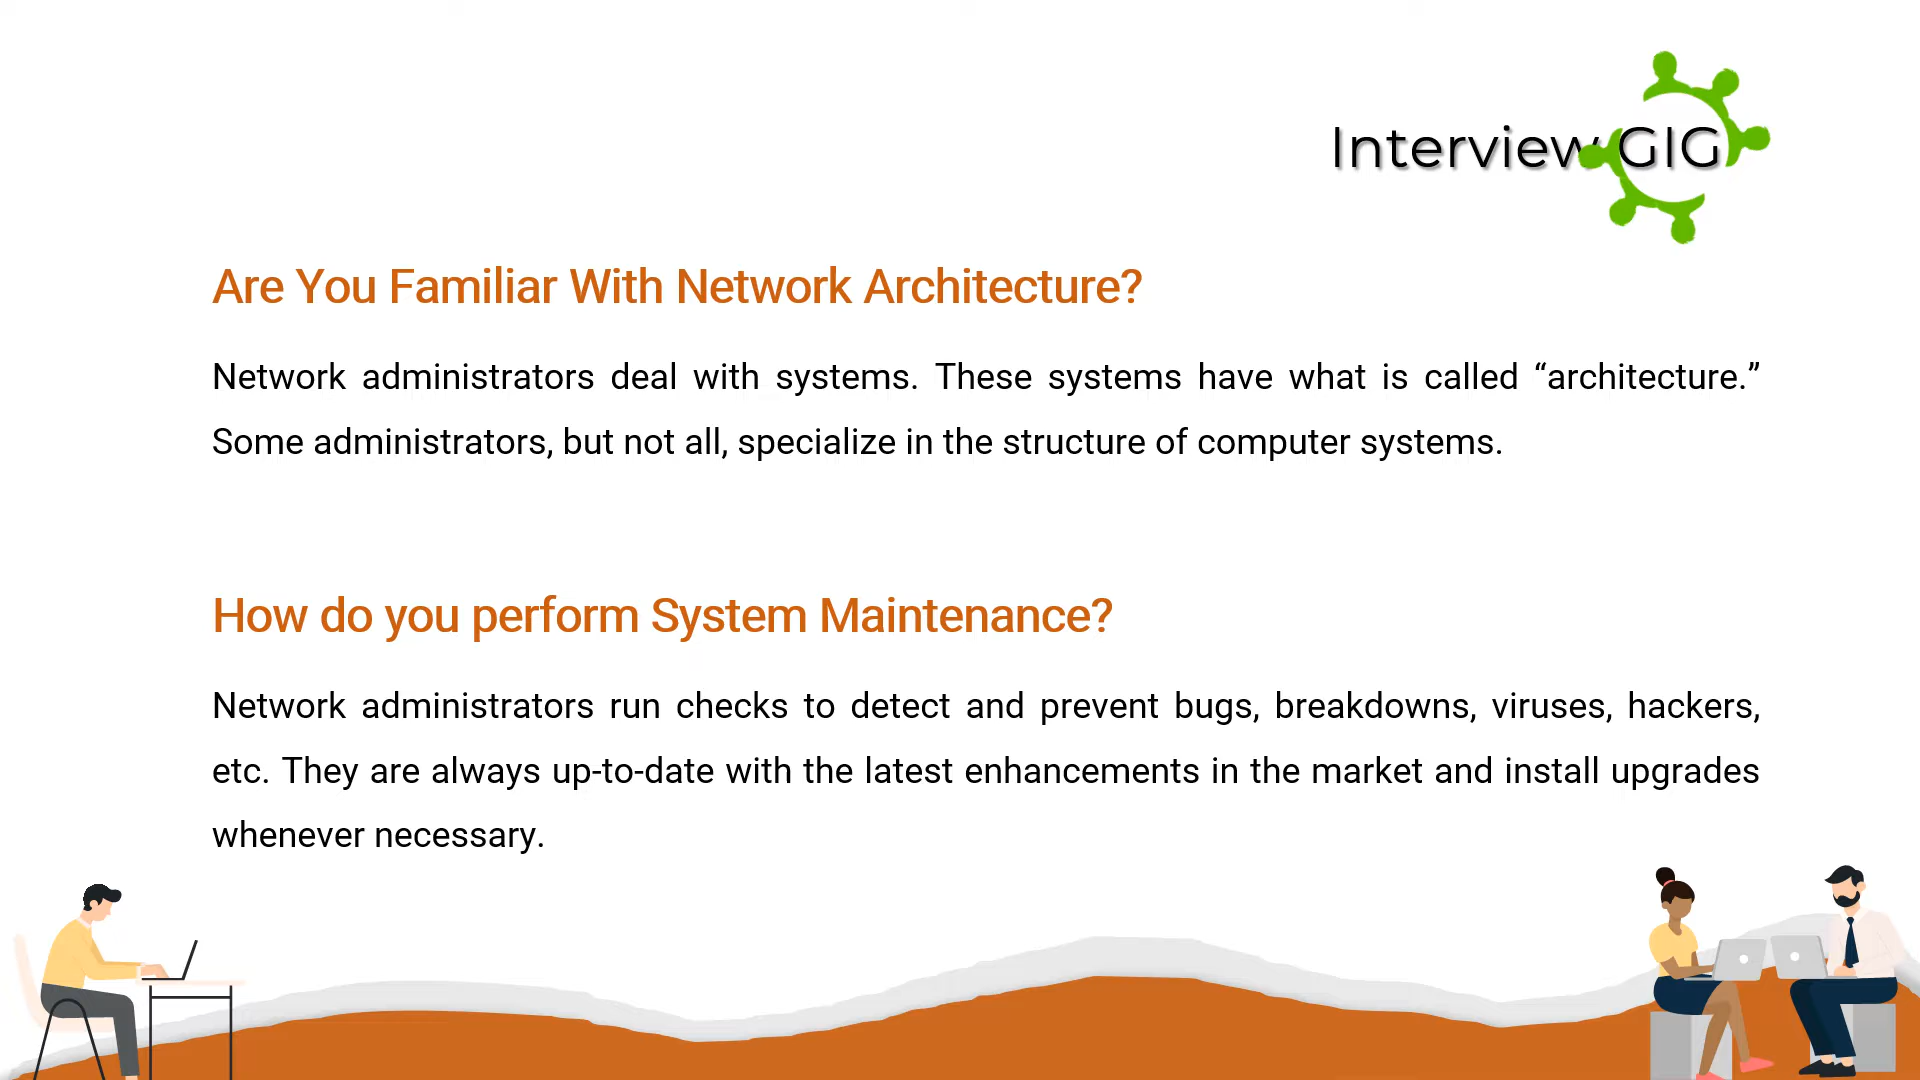 Interview GIG
Are You Familiar With Network Architecture?
Network administrators deal with systems. These systems have what is called “architecture.”
Some administrators, but not all, specialize in the structure of computer systems.
How do you perform System Maintenance?
Network administrators run checks to detect and prevent bugs, breakdowns, viruses, hackers,
etc. They are always up-to-date with the latest enhancements in the market and install upgrades
whenever necessary.